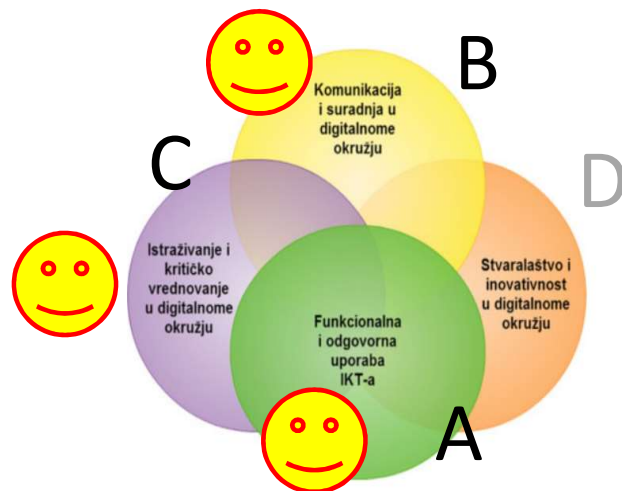 B
Komunikacija
i suradnja u
digitalnome
okružju
C
D
Istraživanje i
kritičko
vrednovanje
u digitalnome
okružju
Stvaralaštvo i
inovativnost
u digitalnome
okružju
Funkcionalna
i odgovorna
uporaba
IKT-a
A